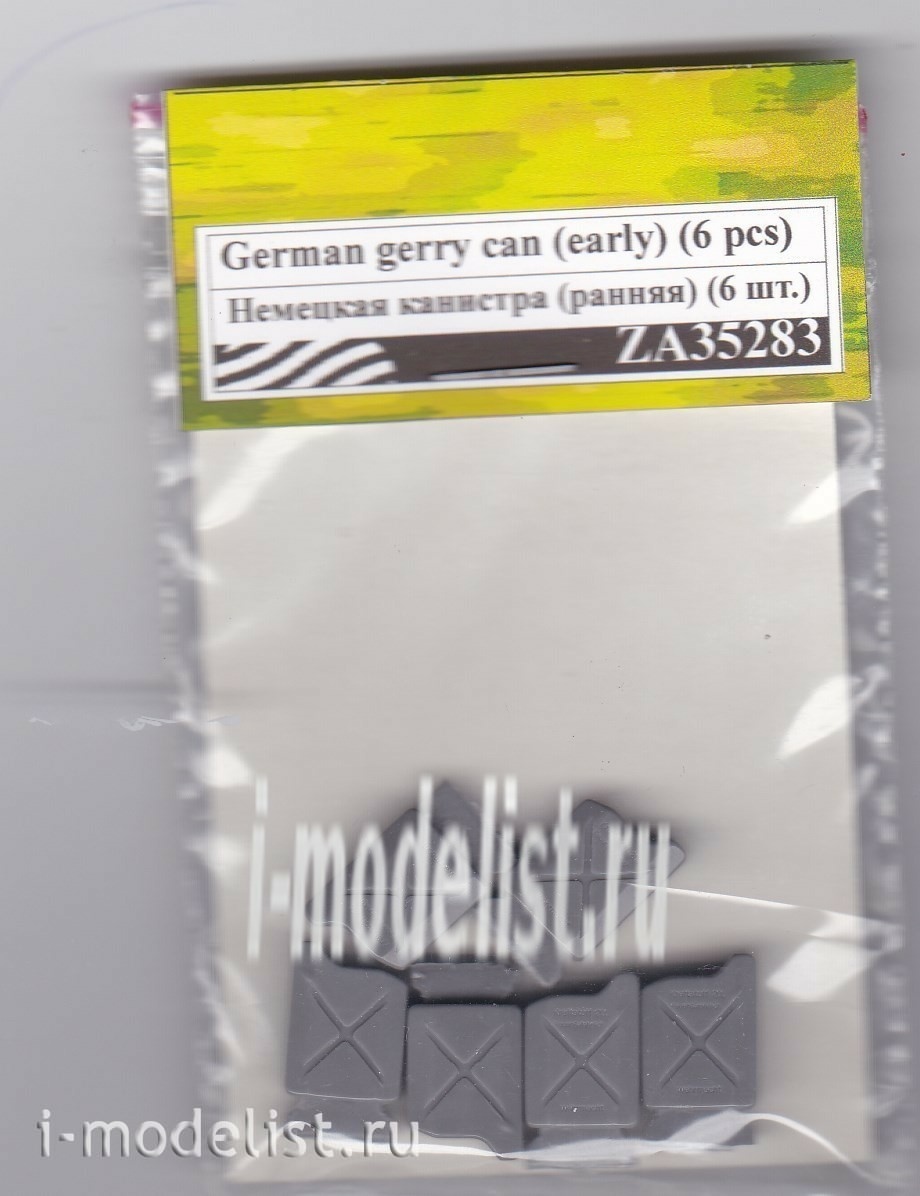 German gerry can (early) (6 pcs)
Немецкая канистра (ранняя) (6 шт.)
ZA35283
i-modelist.ru
i-modelist.ru